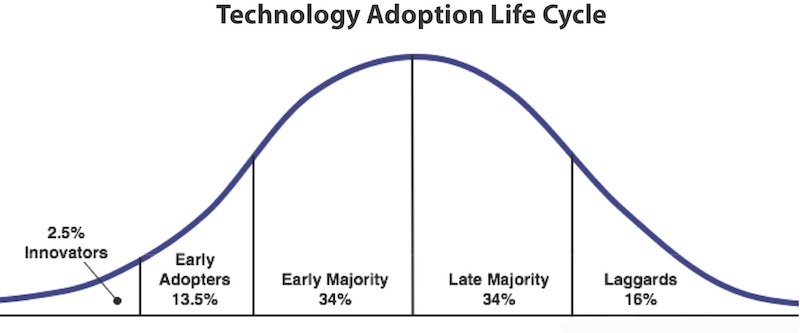 Technology Adoption Life Cycle
2.5%
Innovators
Early
Adopters
13.5%
Early Majority
34%
Late Majority
34%
Laggards
16%